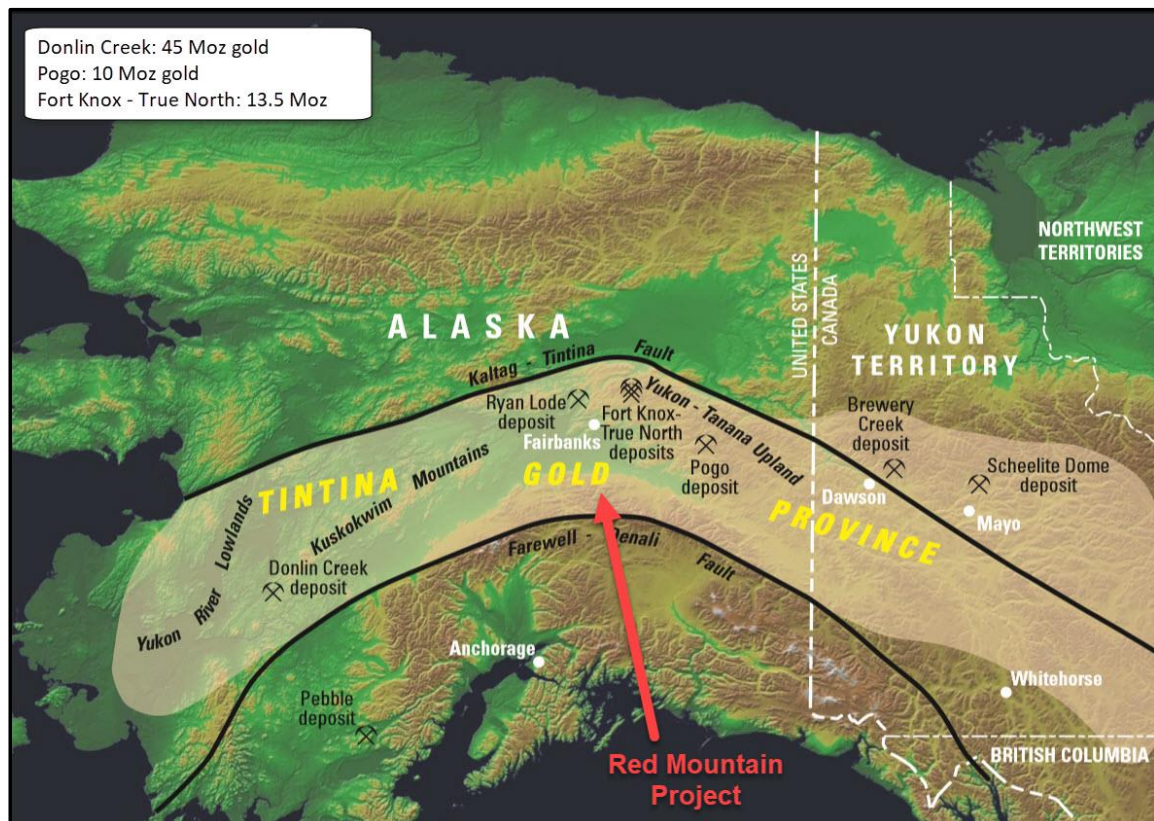 Donlin Creek: 45 Moz gold
Pogo: 10 Moz gold
Fort Knox - True North: 13.5 Moz
NORTHWEST
TERRITORIES
UNITED STATES
CANADA
ALASKA
YUKON
TERRITORY
Kaltag - Tintina Fault
Ryan Lode
deposit
Fairbanks
Fort Knox-
True North
deposits
Yukon - Tanana Upland
Pogo
deposit
Brewery
Creek
deposit
Dawson
Scheelite Dome
deposit
Mayo
TINTINA GOLD PROVINCE
Kuskokwim Mountains
Yukon River Lowlands
Donlin Creek
deposit
Farewell - Denali Fault
Anchorage
Pebble
deposit
Whitehorse
BRITISH COLUMBIA
Red Mountain
Project